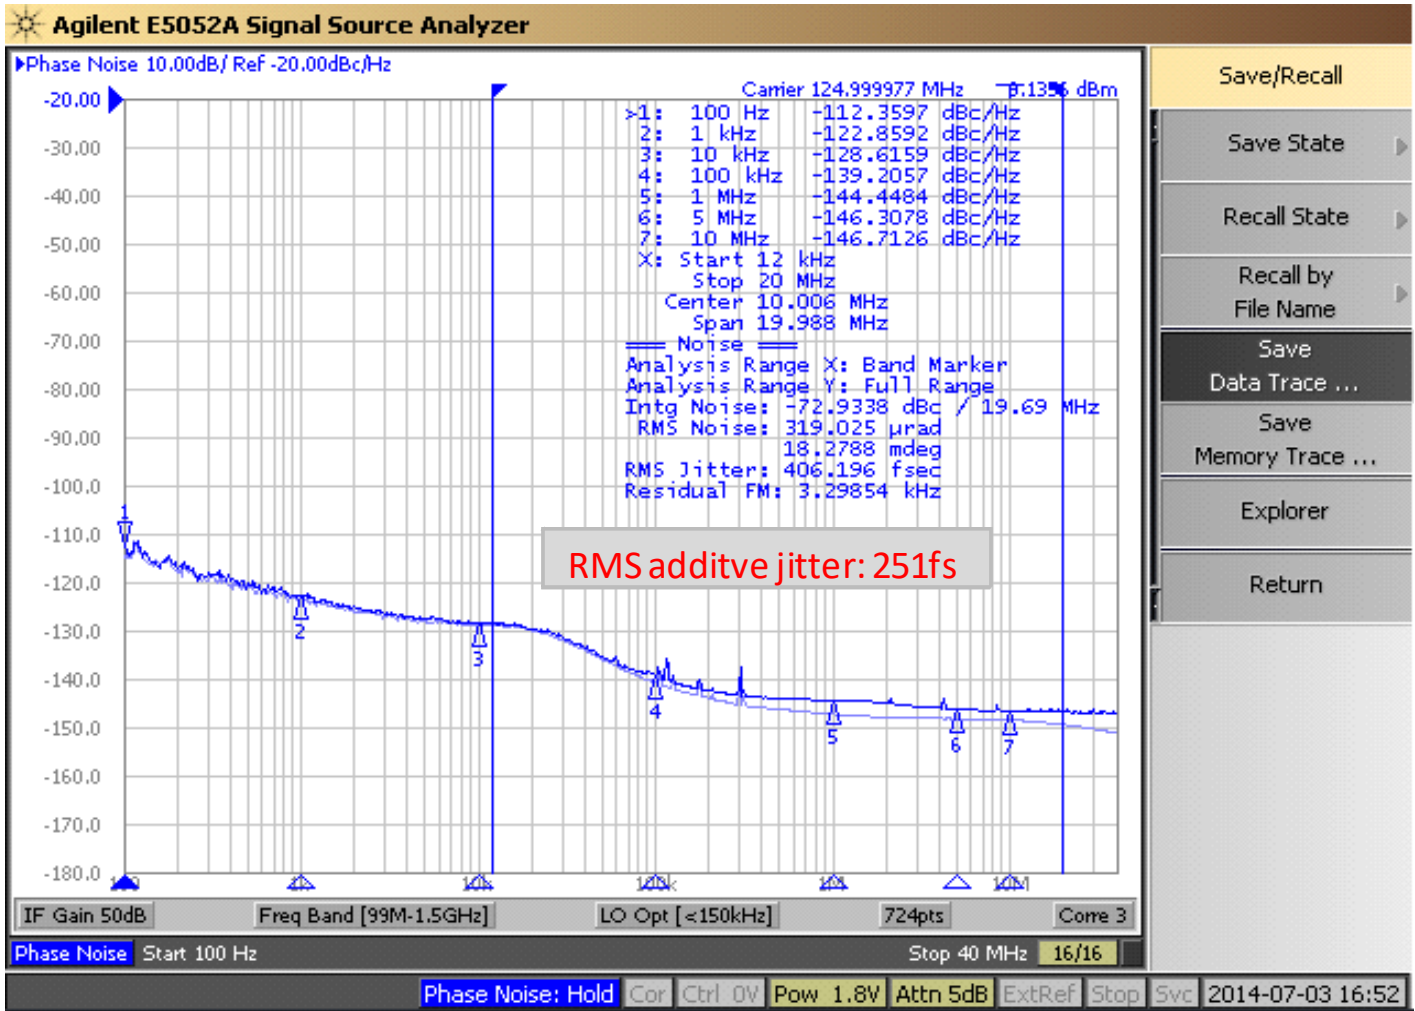 Agilent E5052A Signal Source Analyzer
Phase Noise 10.00dB/ Ref -20.00dBc/Hz
Carrier 124.999977 MHz dBm
-20.00
-30.00
-40.00
-50.00
-60.00
-70.00
-80.00
-90.00
-100.0
-110.0
-120.0
-130.0
-140.0
-150.0
-160.0
-170.0
-180.0
>1: 100 Hz -112.3597 dBc/Hz
2: 1 kHz -122.8592 dBc/Hz
3: 10 kHz -128.6159 dBc/Hz
4: 100 kHz -139.2057 dBc/Hz
5: 1 MHz -144.4484 dBc/Hz
6: 5 MHz -146.3078 dBc/Hz
7: 10 MHz -146.7126 dBc/Hz
X: Start 12 kHz
Stop 20 MHz
Center 10.006 MHz
Span 19.988 MHz
=== Noise ===
Analysis Range X: Band Marker
Analysis Range Y: Full Range
Intg Noise: -72.9338 dBc / 19.69 MHz
RMS Noise: 319.025 µrad
18.2788 mdeg
RMS Jitter: 406.196 fsec
Residual FM: 3.29854 kHz
RMS additve jitter: 251fs
1
2
3
4
5
6
7
10k
100k
1M
10M
IF Gain 50dB
Freq Band [99M-1.5GHz]
LO Opt [<150kHz]
724pts
Corre 3
Phase Noise Start 100 Hz
Stop 40 MHz 16/16
Phase Noise: Hold Cor Ctrl 0V Pow 1.8V Attn 5dB ExtRef Stop Svc 2014-07-03 16:52
Save/Recall
Save State
Recall State
Recall by
File Name
Save
Data Trace ...
Save
Memory Trace ...
Explorer
Return